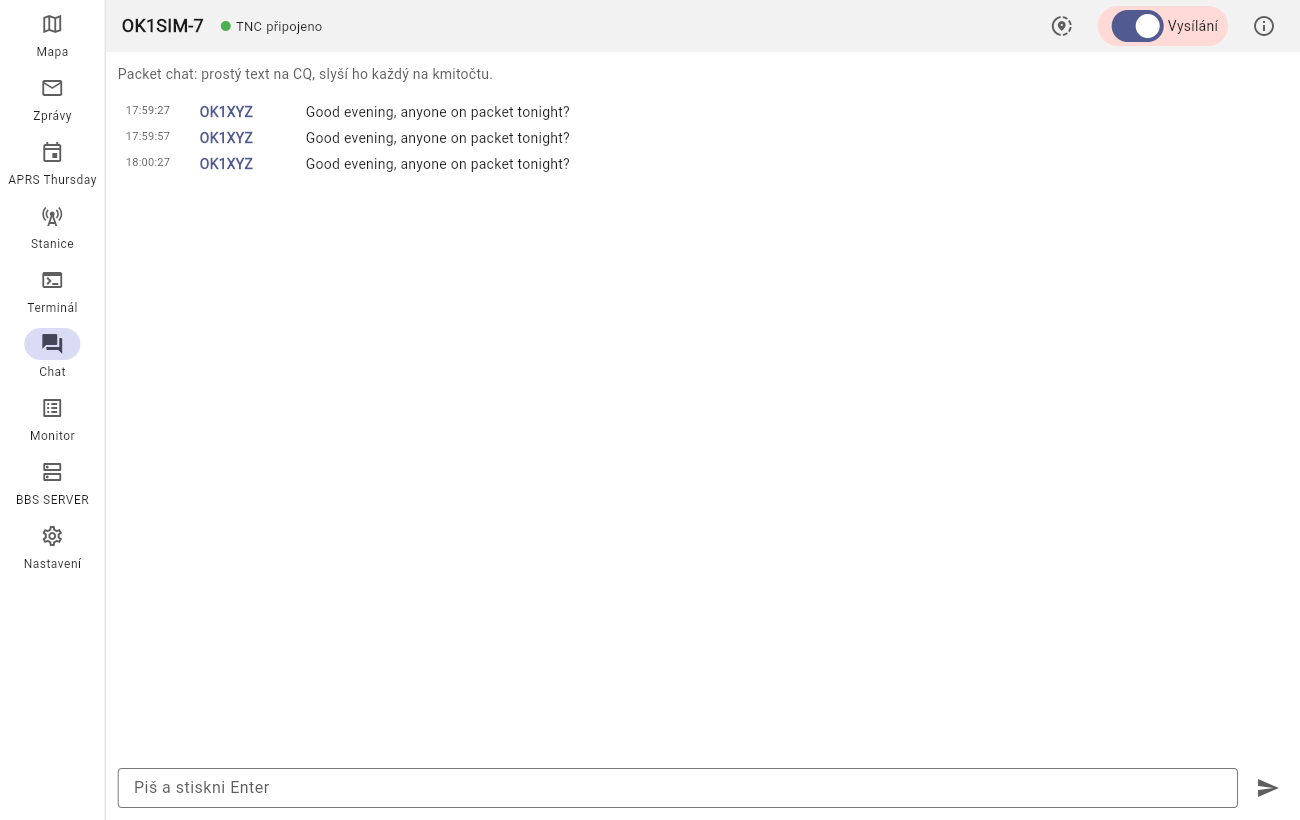 Mapa
Zprávy
APRS Thursday
Stanice
Terminál
Chat
Monitor
BBS SERVER
Nastavení
OK1SIM-7 TNC připojeno Vysílání
Packet chat: prostý text na CQ, slyší ho každý na kmitočtu.
17:59:27 OK1XYZ Good evening, anyone on packet tonight?
17:59:57 OK1XYZ Good evening, anyone on packet tonight?
18:00:27 OK1XYZ Good evening, anyone on packet tonight?
Piš a stiskni Enter